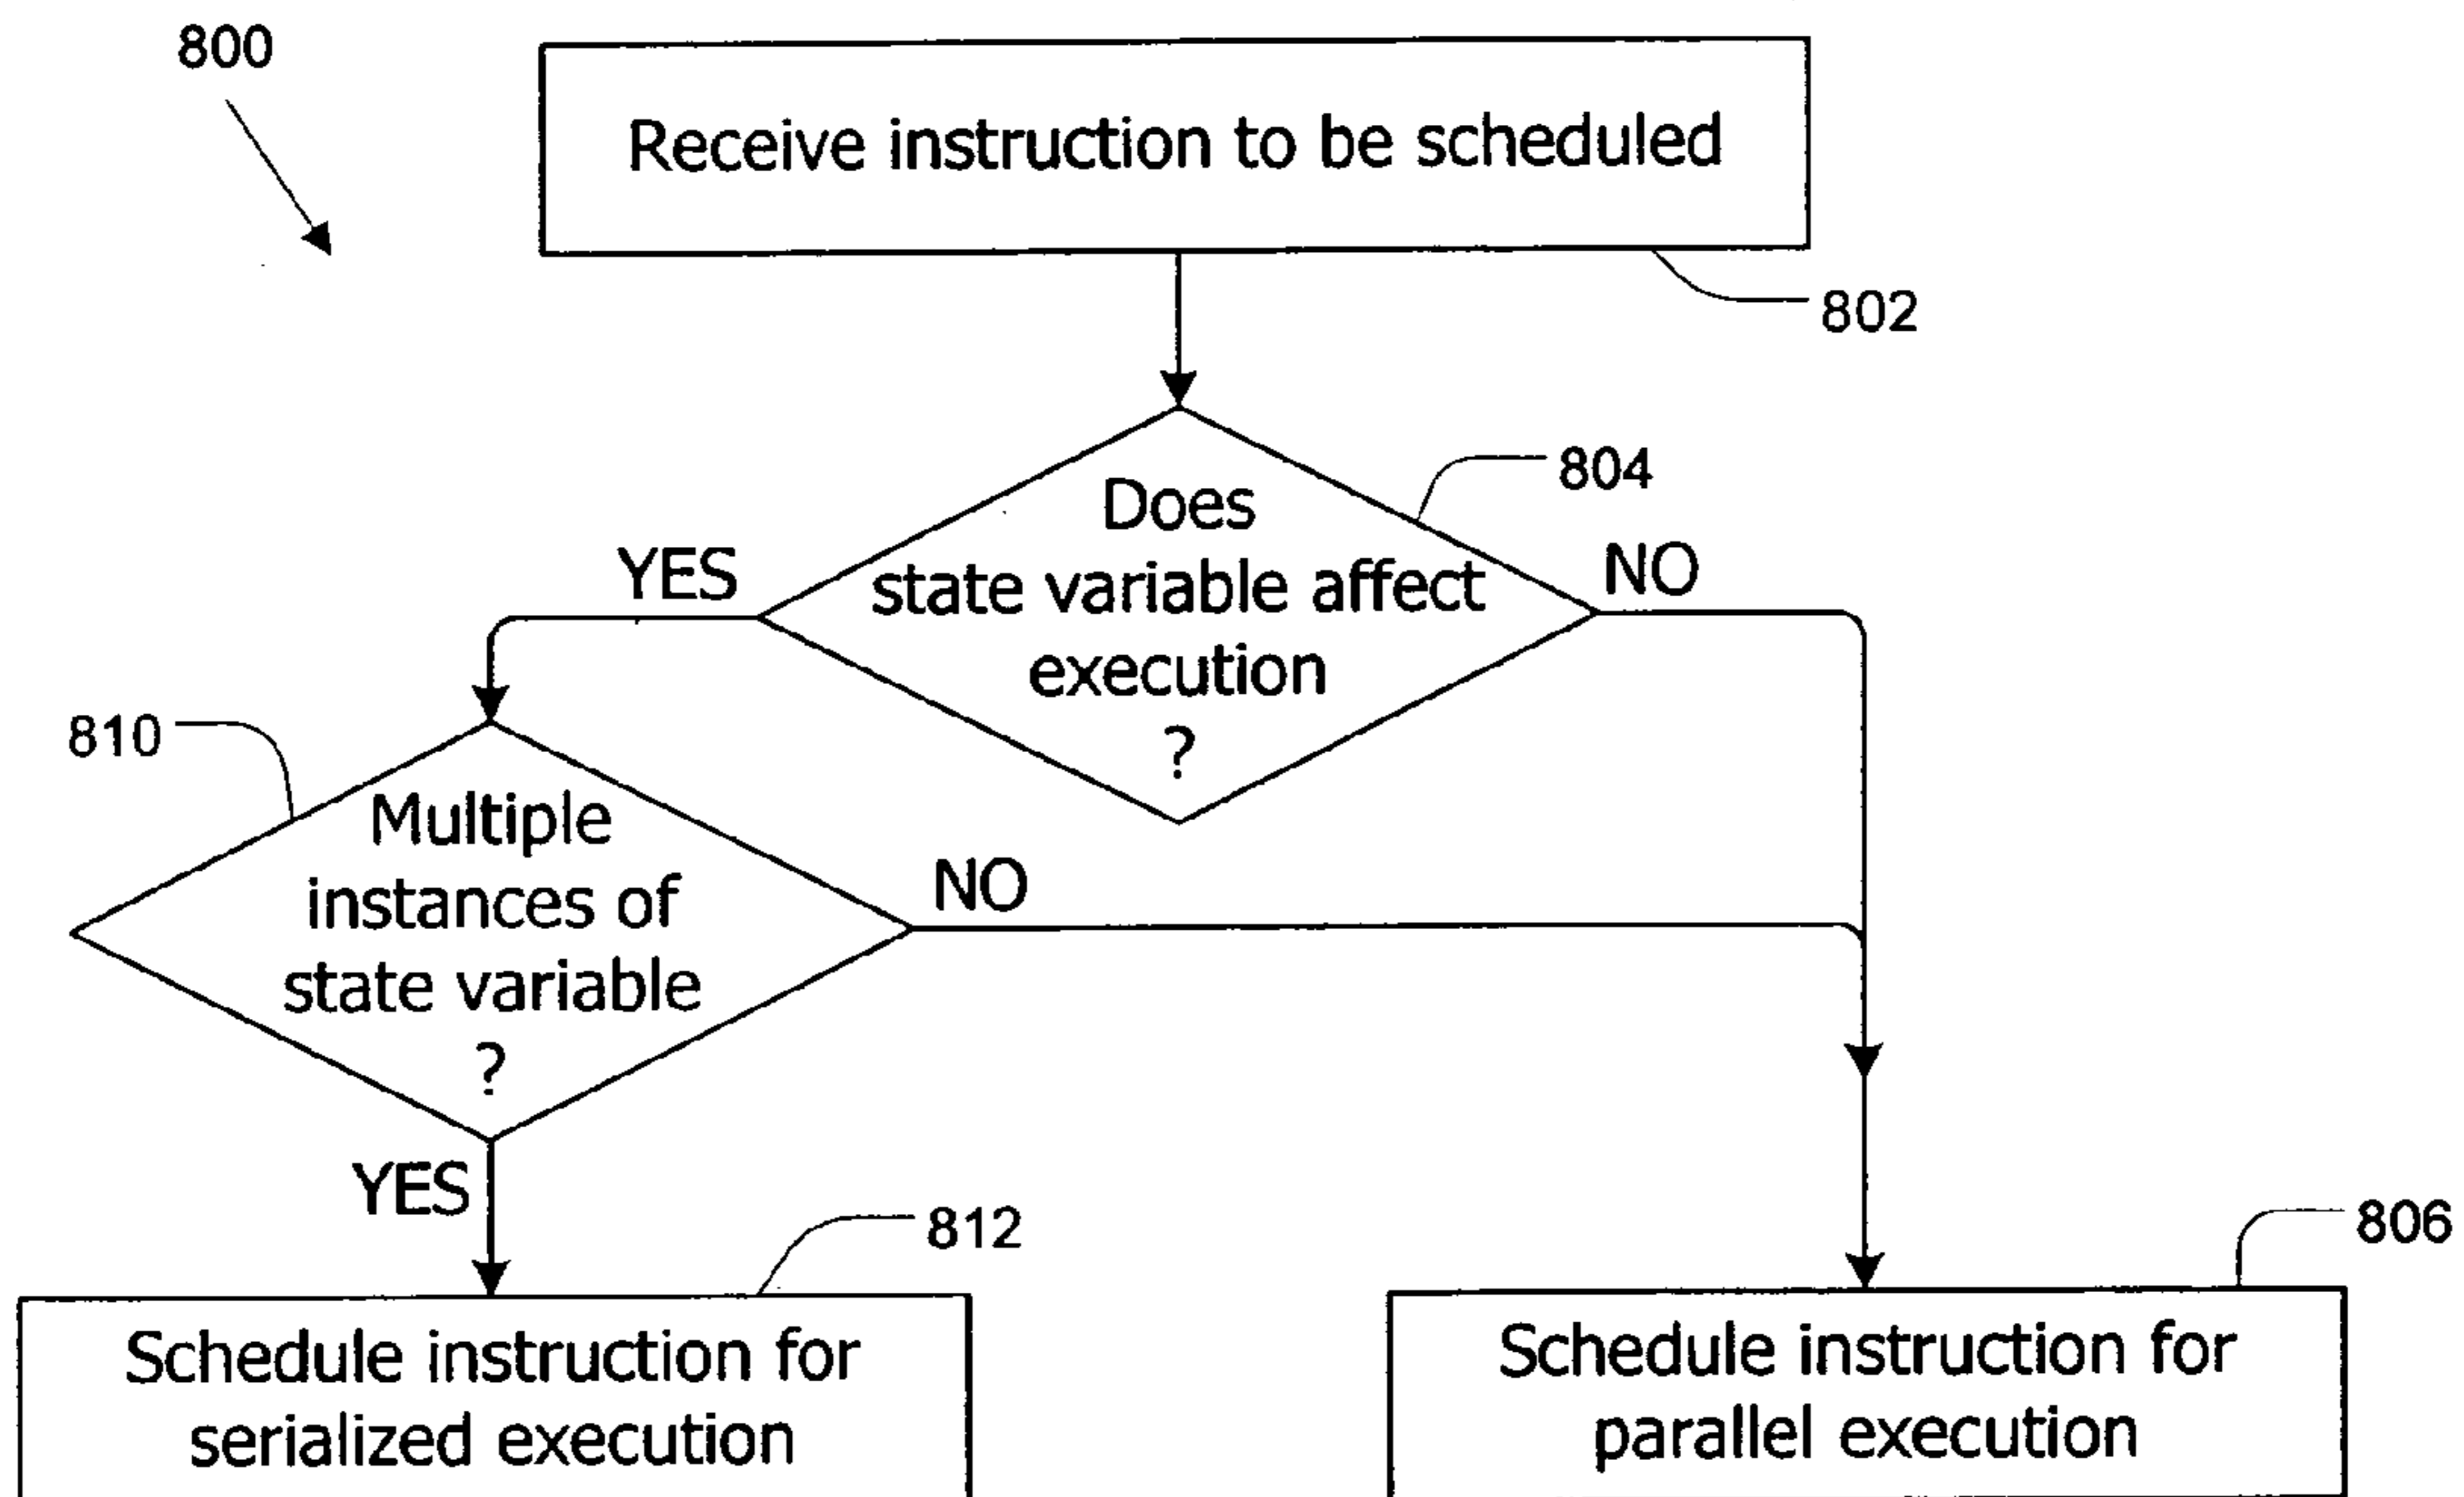 800
Receive instruction to be scheduled
802
804
Does
state variable affect
execution
?
YES
NO
810
Multiple
instances of
state variable
?
NO
YES
812
806
Schedule instruction for
serialized execution
Schedule instruction for
parallel execution